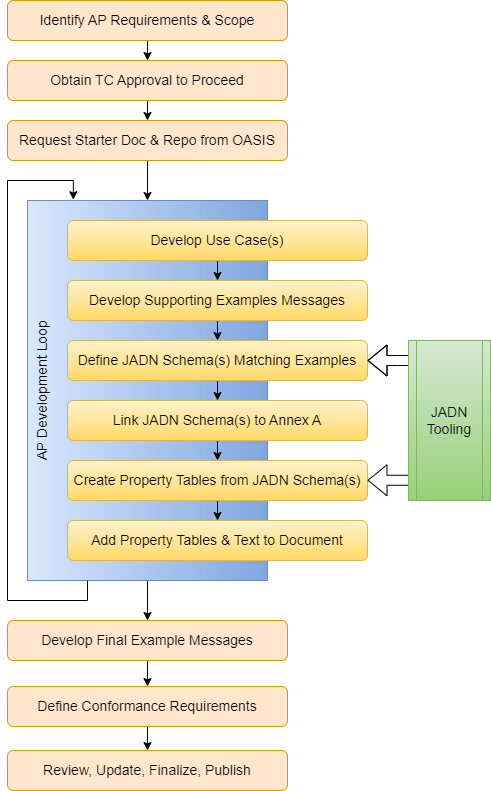 Identify AP Requirements & Scope
Obtain TC Approval to Proceed
Request Starter Doc & Repo from OASIS
AP Development Loop
Develop Use Case(s)
Develop Supporting Examples Messages
Define JADN Schema(s) Matching Examples
Link JADN Schema(s) to Annex A
Create Property Tables from JADN Schema(s)
Add Property Tables & Text to Document
JADN
Tooling
Develop Final Example Messages
Define Conformance Requirements
Review, Update, Finalize, Publish